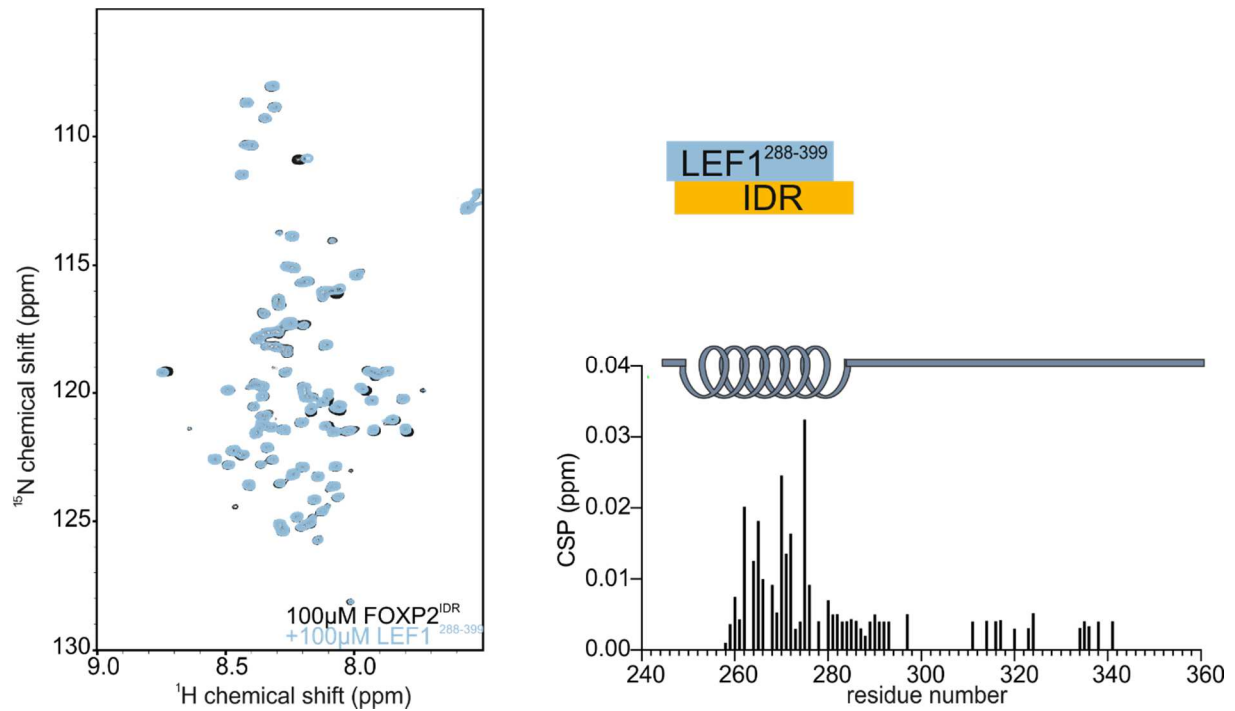 110
115
120
125
130
9.0
8.5
8.0
¹⁵N chemical shift (ppm)
¹H chemical shift (ppm)
100µM FOXP2ᴵᴰᴿ
+100µM LEF1 ²⁸⁸⁻³⁹⁹
LEF1²⁸⁸⁻³⁹⁹
IDR
0.04
0.03
0.02
0.01
0.00
CSP (ppm)
240 260 280 300 320 340 360
residue number